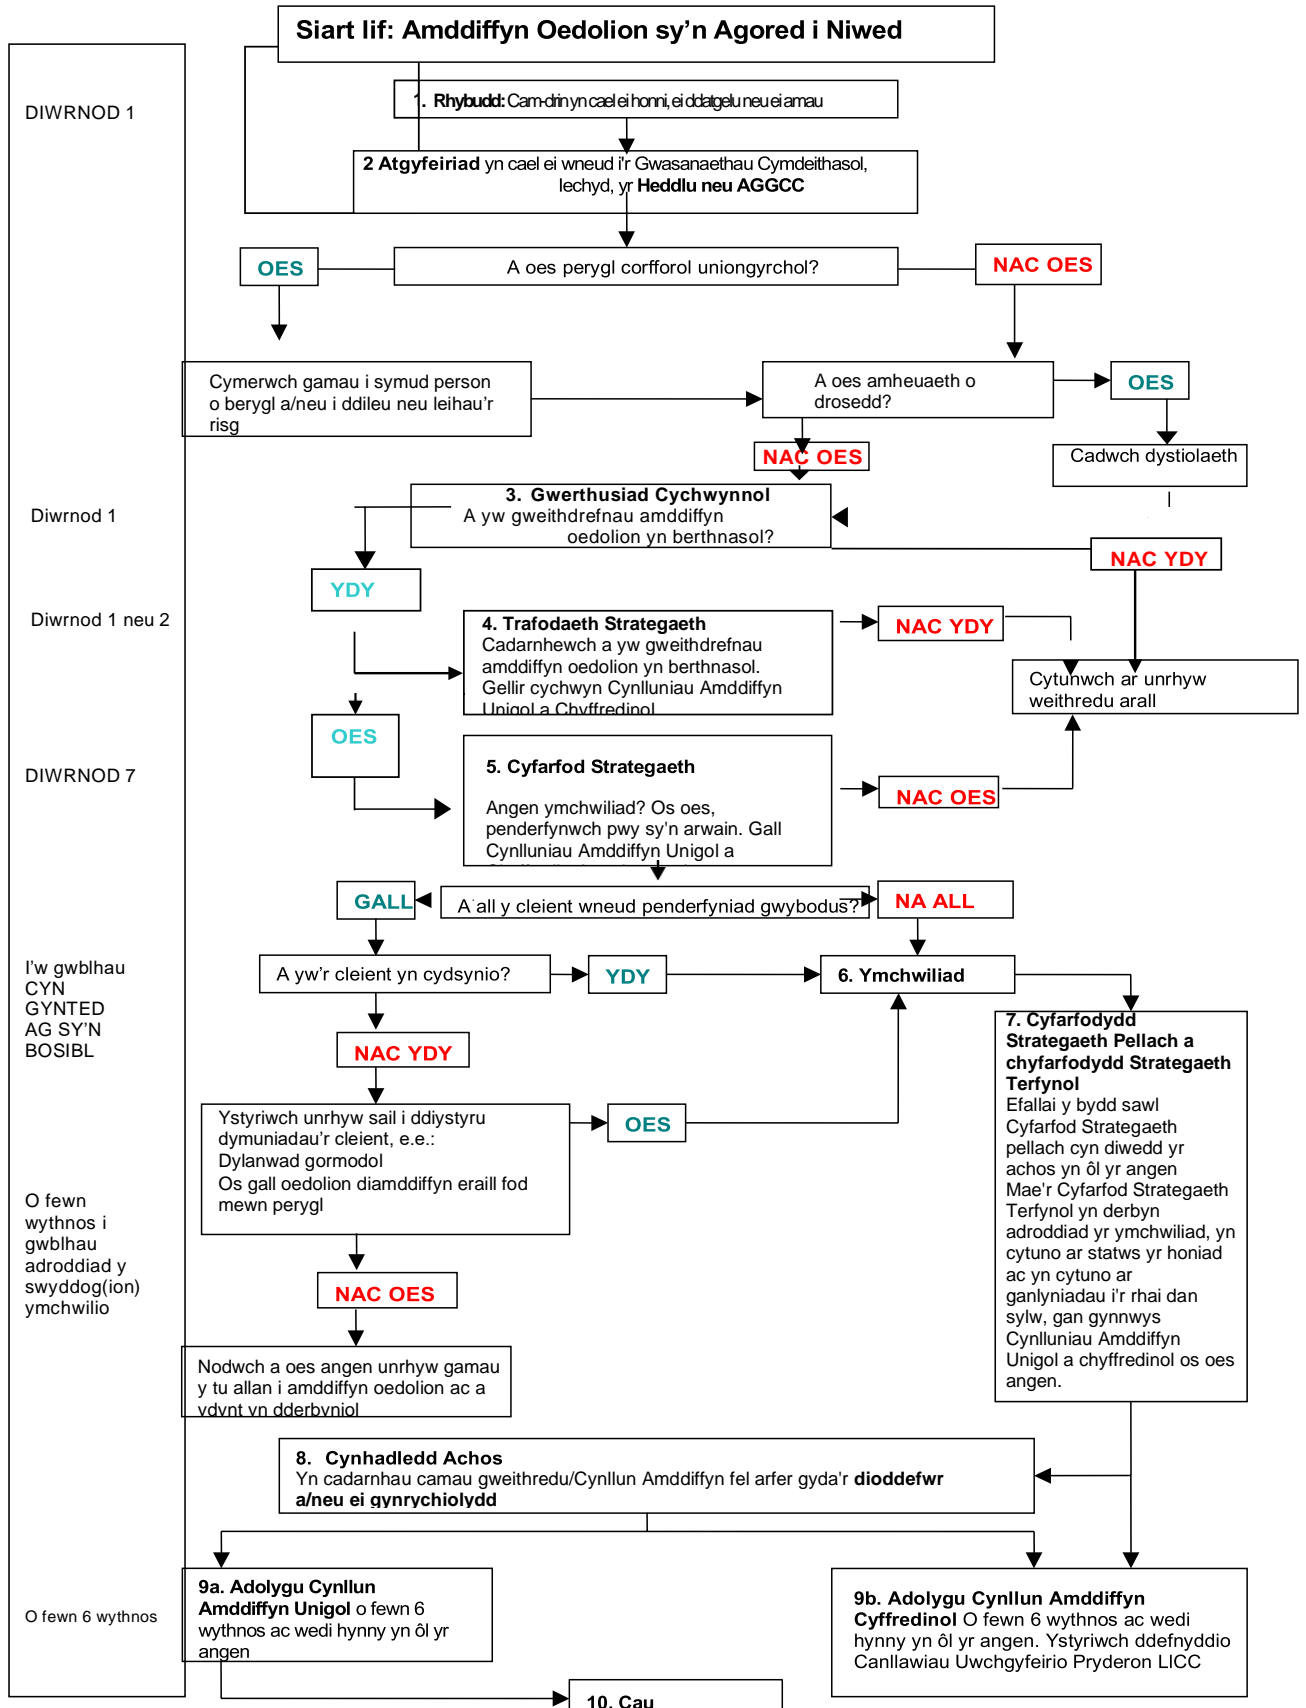 Siart lif: Amddiffyn Oedolion sy’n Agored i Niwed
DIWRNOD 1
1. Rhybudd: Cam-drin yn cael ei honni, ei ddatgelu neu ei amau
2 Atgyfeiriad yn cael ei wneud i'r Gwasanaethau Cymdeithasol,
Iechyd, yr Heddlu neu AGGCC
OES
A oes perygl corfforol uniongyrchol?
NAC OES
Cymerwch gamau i symud person
o berygl a/neu i ddileu neu leihau'r
risg
A oes amheuaeth o
drosedd?
OES
NAC OES
Cadwch dystiolaeth
Diwrnod 1
3. Gwerthusiad Cychwynnol
A yw gweithdrefnau amddiffyn
oedolion yn berthnasol?
NAC YDY
YDY
Diwrnod 1 neu 2
4. Trafodaeth Strategaeth
Cadarnhewch a yw gweithdrefnau
amddiffyn oedolion yn berthnasol.
Gellir cychwyn Cynlluniau Amddiffyn
Unigol a Chyffredinol
NAC YDY
Cytunwch ar unrhyw
weithredu arall
OES
DIWRNOD 7
5. Cyfarfod Strategaeth
Angen ymchwiliad? Os oes,
penderfynwch pwy sy'n arwain. Gall
Cynlluniau Amddiffyn Unigol a
NAC OES
GALL
A all y cleient wneud penderfyniad gwybodus?
NA ALL
I'w gwblhau
CYN
GYNTED
AG SY’N
BOSIBL
A yw'r cleient yn cydsynio?
YDY
6. Ymchwiliad
NAC YDY
7. Cyfarfodydd
Strategaeth Pellach a
chyfarfodydd Strategaeth
Terfynol
Efallai y bydd sawl
Cyfarfod Strategaeth
pellach cyn diwedd yr
achos yn ôl yr angen
Mae'r Cyfarfod Strategaeth
Terfynol yn derbyn
adroddiad yr ymchwiliad, yn
cytuno ar statws yr honiad
ac yn cytuno ar
ganlyniadau i'r rhai dan
sylw, gan gynnwys
Cynlluniau Amddiffyn
Unigol a chyffredinol os oes
angen.
Ystyriwch unrhyw sail i ddiystyru
dymuniadau'r cleient, e.e.:
Dylanwad gormodol
Os gall oedolion diamddiffyn eraill fod
mewn perygl
OES
O fewn
wythnos i
gwblhau
adroddiad y
swyddog(ion)
ymchwilio
NAC OES
Nodwch a oes angen unrhyw gamau
y tu allan i amddiffyn oedolion ac a
ydynt yn dderbyniol
8. Cynhadledd Achos
Yn cadarnhau camau gweithredu/Cynllun Amddiffyn fel arfer gyda'r dioddefwr
a/neu ei gynrychiolydd
O fewn 6 wythnos
9a. Adolygu Cynllun
Amddiffyn Unigol o fewn 6
wythnos ac wedi hynny yn ôl yr
angen
9b. Adolygu Cynllun Amddiffyn
Cyffredinol O fewn 6 wythnos ac wedi
hynny yn ôl yr angen. Ystyriwch ddefnyddio
Canllawiau Uwchgyfeirio Pryderon LlCC
10. Cau